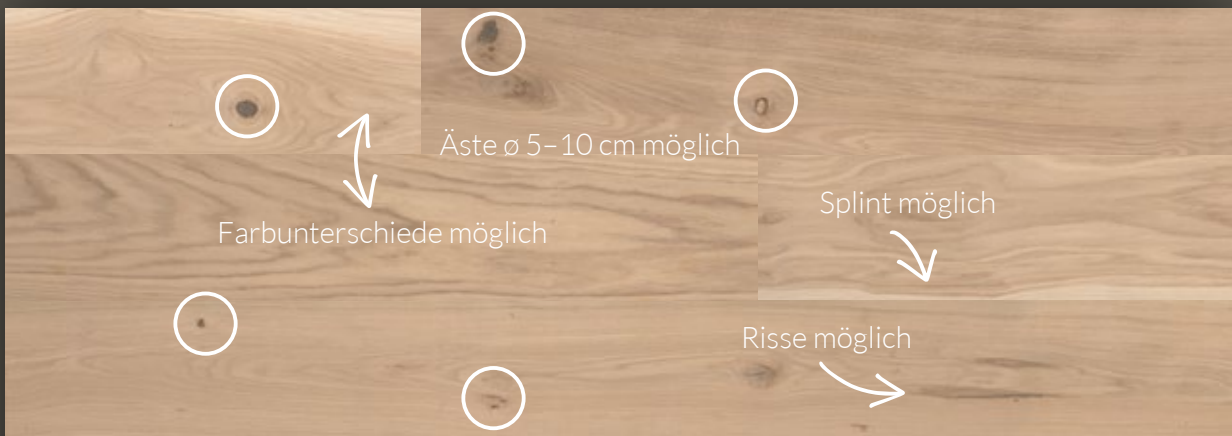 Äste ø 5–10 cm möglich
Splint möglich
Farbunterschiede möglich
Risse möglich